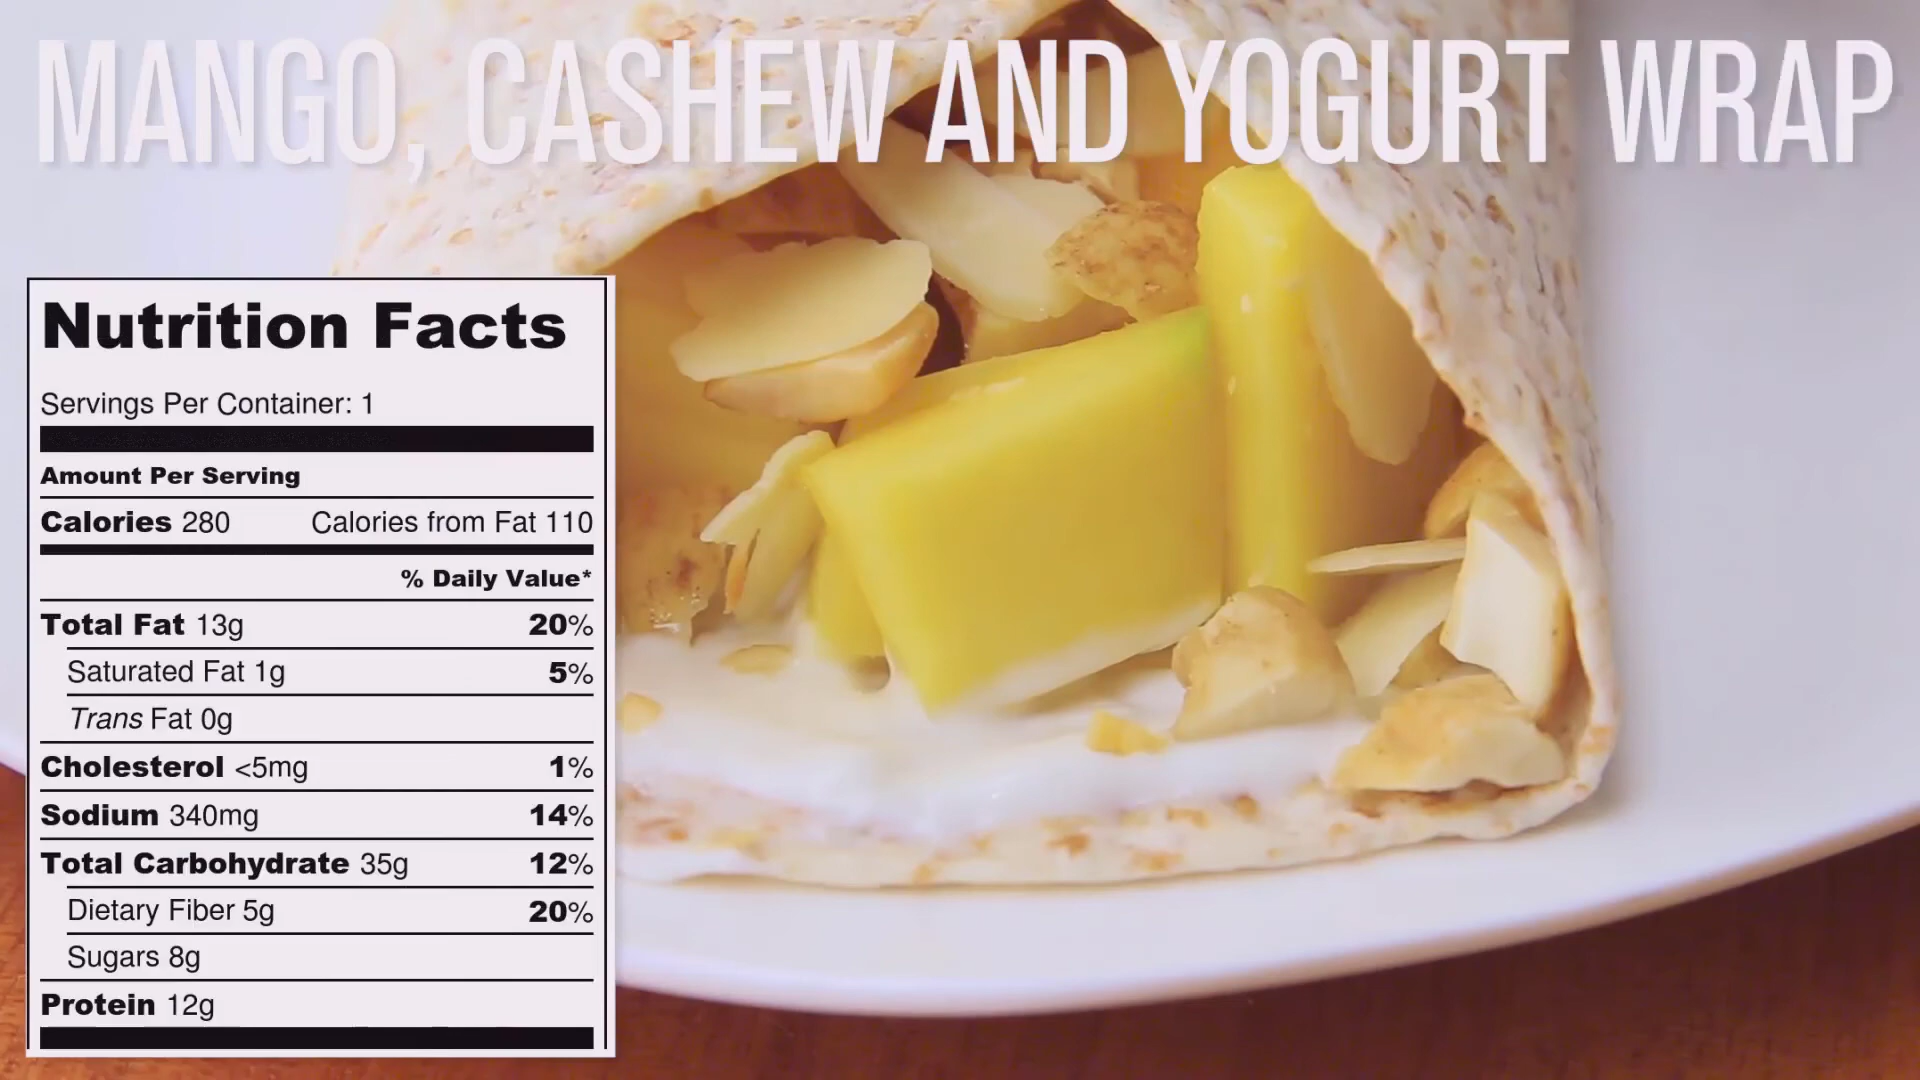 MANGO, CASHEW AND YOGURT WRAP
Nutrition Facts
Servings Per Container: 1
Amount Per Serving
Calories 280 Calories from Fat 110
% Daily Value*
Total Fat 13g 20%
Saturated Fat 1g 5%
Trans Fat 0g
Cholesterol <5mg 1%
Sodium 340mg 14%
Total Carbohydrate 35g 12%
Dietary Fiber 5g 20%
Sugars 8g
Protein 12g